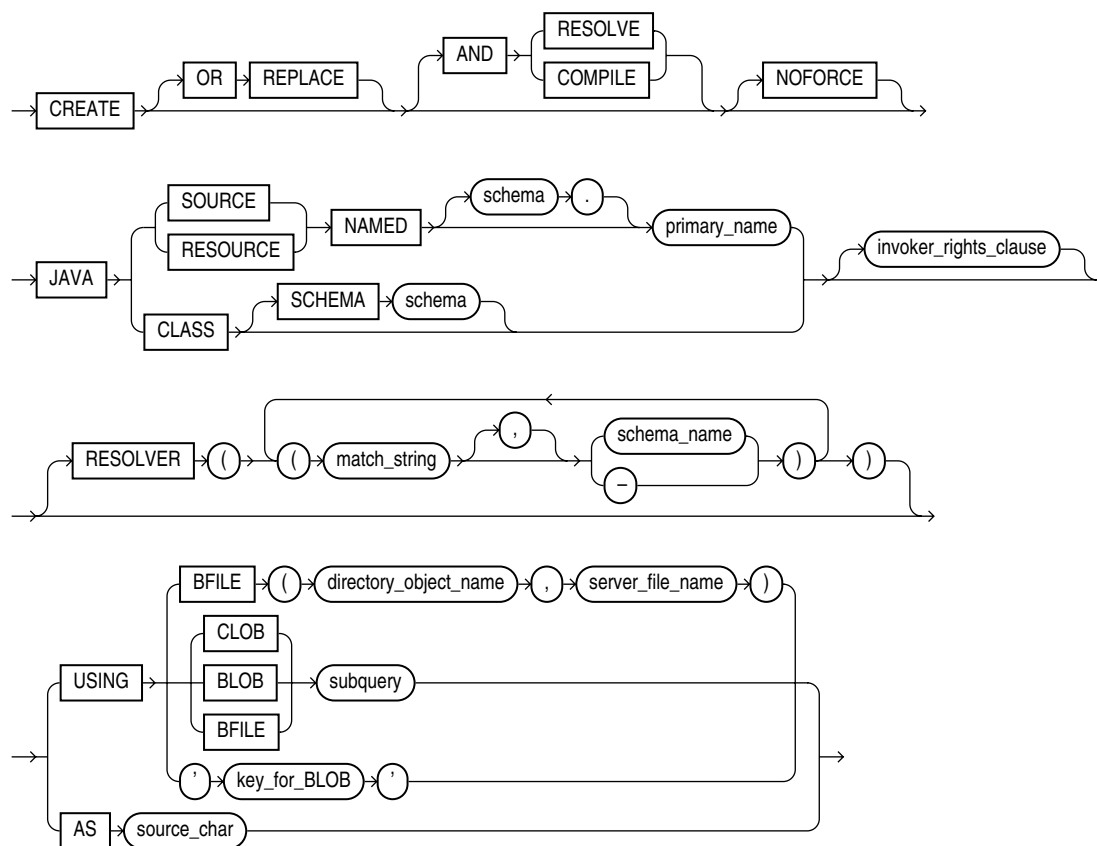 RESOLVE
OR REPLACE AND COMPILE NOFORCE
CREATE
SOURCE schema .
NAMED primary_name
RESOURCE invoker_rights_clause
JAVA SCHEMA schema
CLASS
, schema_name
RESOLVER ( ( match_string ) )
–
BFILE ( directory_object_name , server_file_name )
CLOB
USING BLOB subquery
BFILE
' key_for_BLOB '
AS source_char